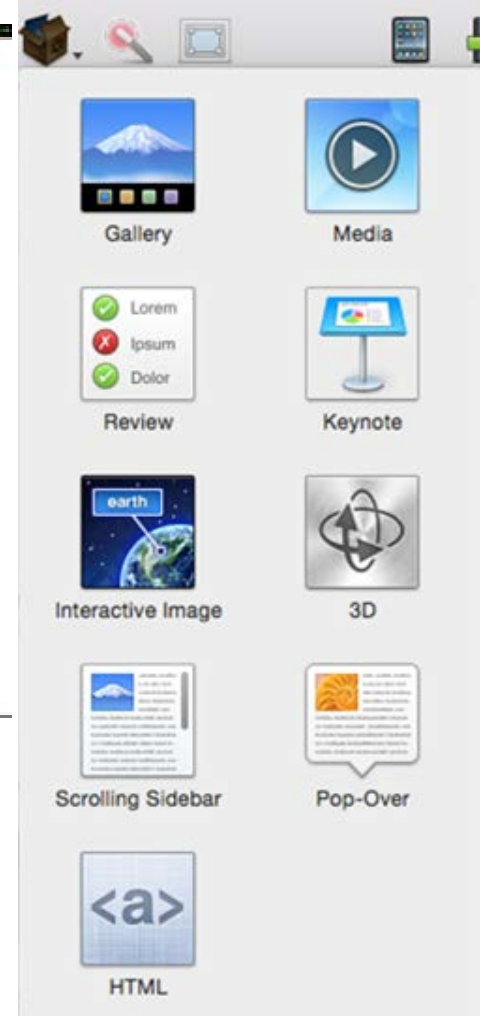 Gallery
Media
Lorem
Ipsum
Dolor
Review
Keynote
earth
Interactive Image
3D
Scrolling Sidebar
Pop-Over
<a>
HTML